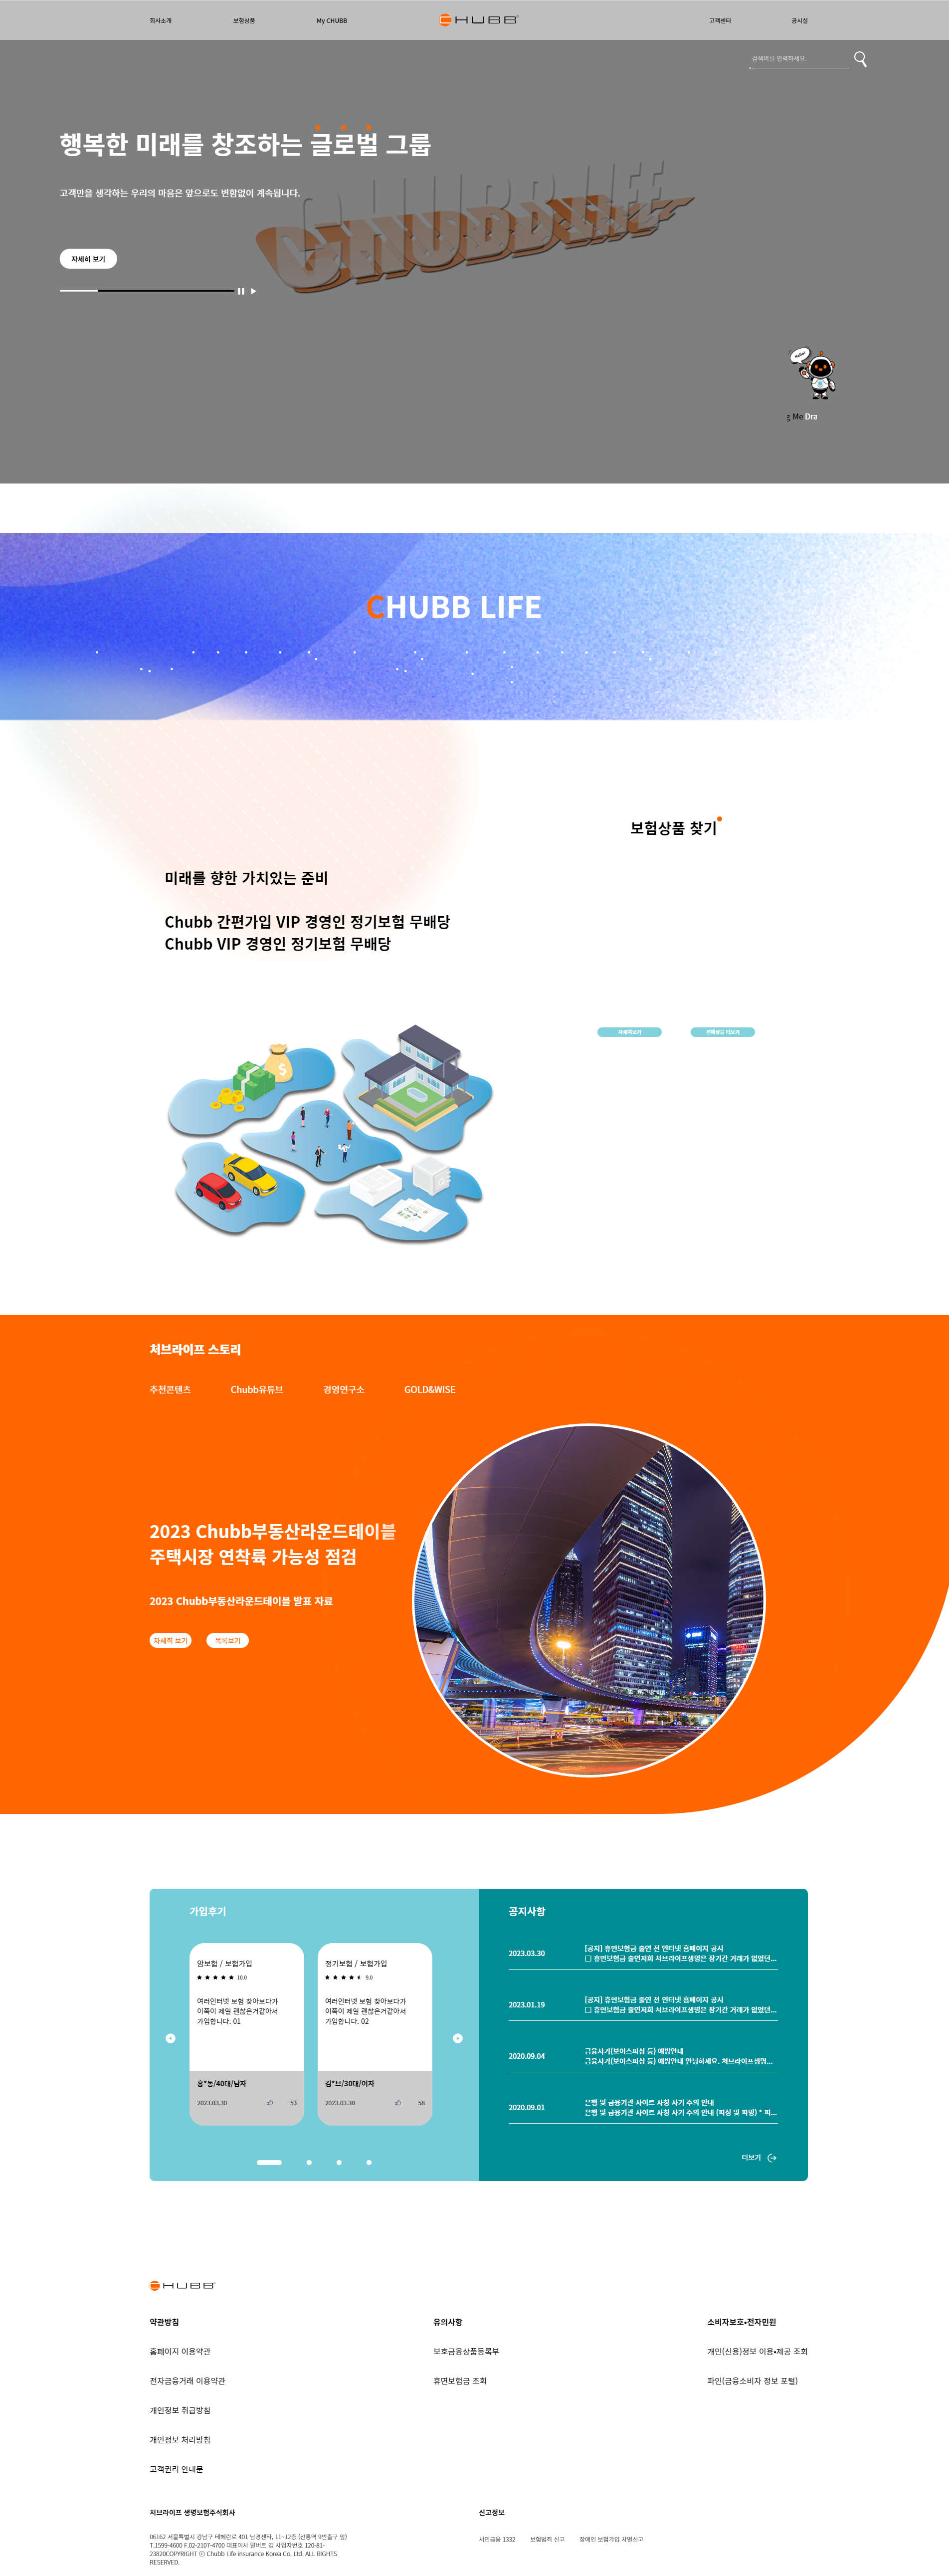 회사소개
보험상품
My CHUBB
CHUBB
고객센터
공시실
검색어를 입력하세요.
행복한 미래를 창조하는 글로벌 그룹
고객만을 생각하는 우리의 마음은 앞으로도 변함없이 계속됩니다.
CHUBBLIFE
자세히 보기
Me Dra
CHUBB LIFE
보험상품 찾기
미래를 향한 가치있는 준비
Chubb 간편가입 VIP 경영인 정기보험 무배당
Chubb VIP 경영인 정기보험 무배당
자세히보기
판매상품 더보기
처브라이프 스토리
추천콘텐츠
Chubb유튜브
경영연구소
GOLD&WISE
2023 Chubb부동산라운드테이블
주택시장 연착륙 가능성 점검
2023 Chubb부동산라운드테이블 발표 자료
자세히 보기
목록보기
가입후기
암보험 / 보험가입
10.0
여러인터넷 보험 찾아보다가
이쪽이 제일 괜찮은거같아서
가입합니다. 01
홍*동/40대/남자
2023.03.30
53
정기보험 / 보험가입
9.0
여러인터넷 보험 찾아보다가
이쪽이 제일 괜찮은거같아서
가입합니다. 02
김*브/30대/여자
2023.03.30
58
공지사항
2023.03.30
[공지] 휴면보험금 출연 전 인터넷 홈페이지 공시
□ 휴면보험금 출연저희 처브라이프생명은 장기간 거래가 없었던...
2023.01.19
[공지] 휴면보험금 출연 전 인터넷 홈페이지 공시
□ 휴면보험금 출연저희 처브라이프생명은 장기간 거래가 없었던...
2020.09.04
금융사기(보이스피싱 등) 예방안내
금융사기(보이스피싱 등) 예방안내 안녕하세요. 처브라이프생명...
2020.09.01
은행 및 금융기관 사이트 사칭 사기 주의 안내
은행 및 금융기관 사이트 사칭 사기 주의 안내 (피싱 및 파밍) * 피...
더보기
CHUBB
약관방침
홈페이지 이용약관
전자금융거래 이용약관
개인정보 취급방침
개인정보 처리방침
고객권리 안내문
유의사항
보호금융상품등록부
휴면보험금 조회
소비자보호•전자민원
개인(신용)정보 이용•제공 조회
파인(금융소비자 정보 포털)
처브라이프 생명보험주식회사
06162 서울특별시 강남구 테헤란로 401 남경센타, 11~12층 (선릉역 9번출구 앞)
T.1599-4600 F.02-2107-4700 대표이사 알버트 김 사업자번호 120-81-
23820COPYRIGHT ⓒ Chubb Life insurance Korea Co. Ltd. ALL RIGHTS
RESERVED.
신고정보
서민금융 1332
보험범죄 신고
장애인 보험가입 차별신고